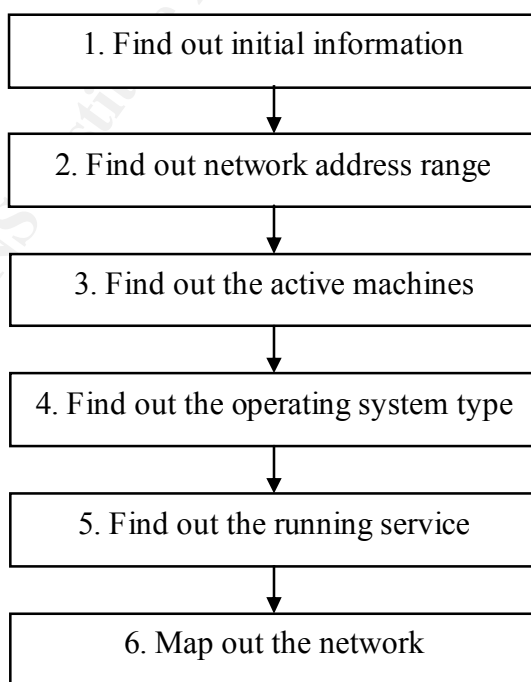 1. Find out initial information
2. Find out network address range
3. Find out the active machines
4. Find out the operating system type
5. Find out the running service
6. Map out the network